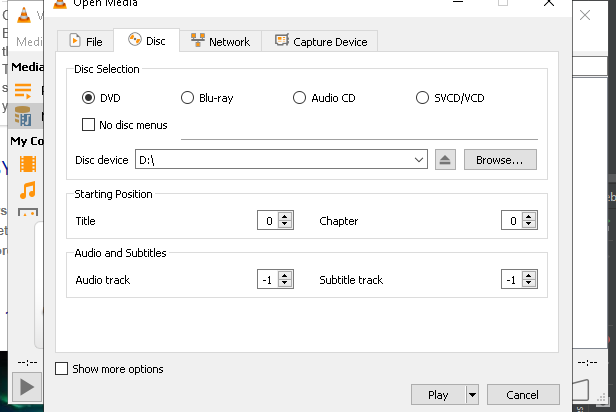 Open Media
Media
File
Disc
Network
Capture Device
Media
Disc Selection
DVD
Blu-ray
Audio CD
SVCD/VCD
No disc menus
My Co
Disc device
D:\
Browse...
Starting Position
Title
0
Chapter
0
Audio and Subtitles
Audio track
-1
Subtitle track
-1
--:--
--:--
Show more options
Play
Cancel